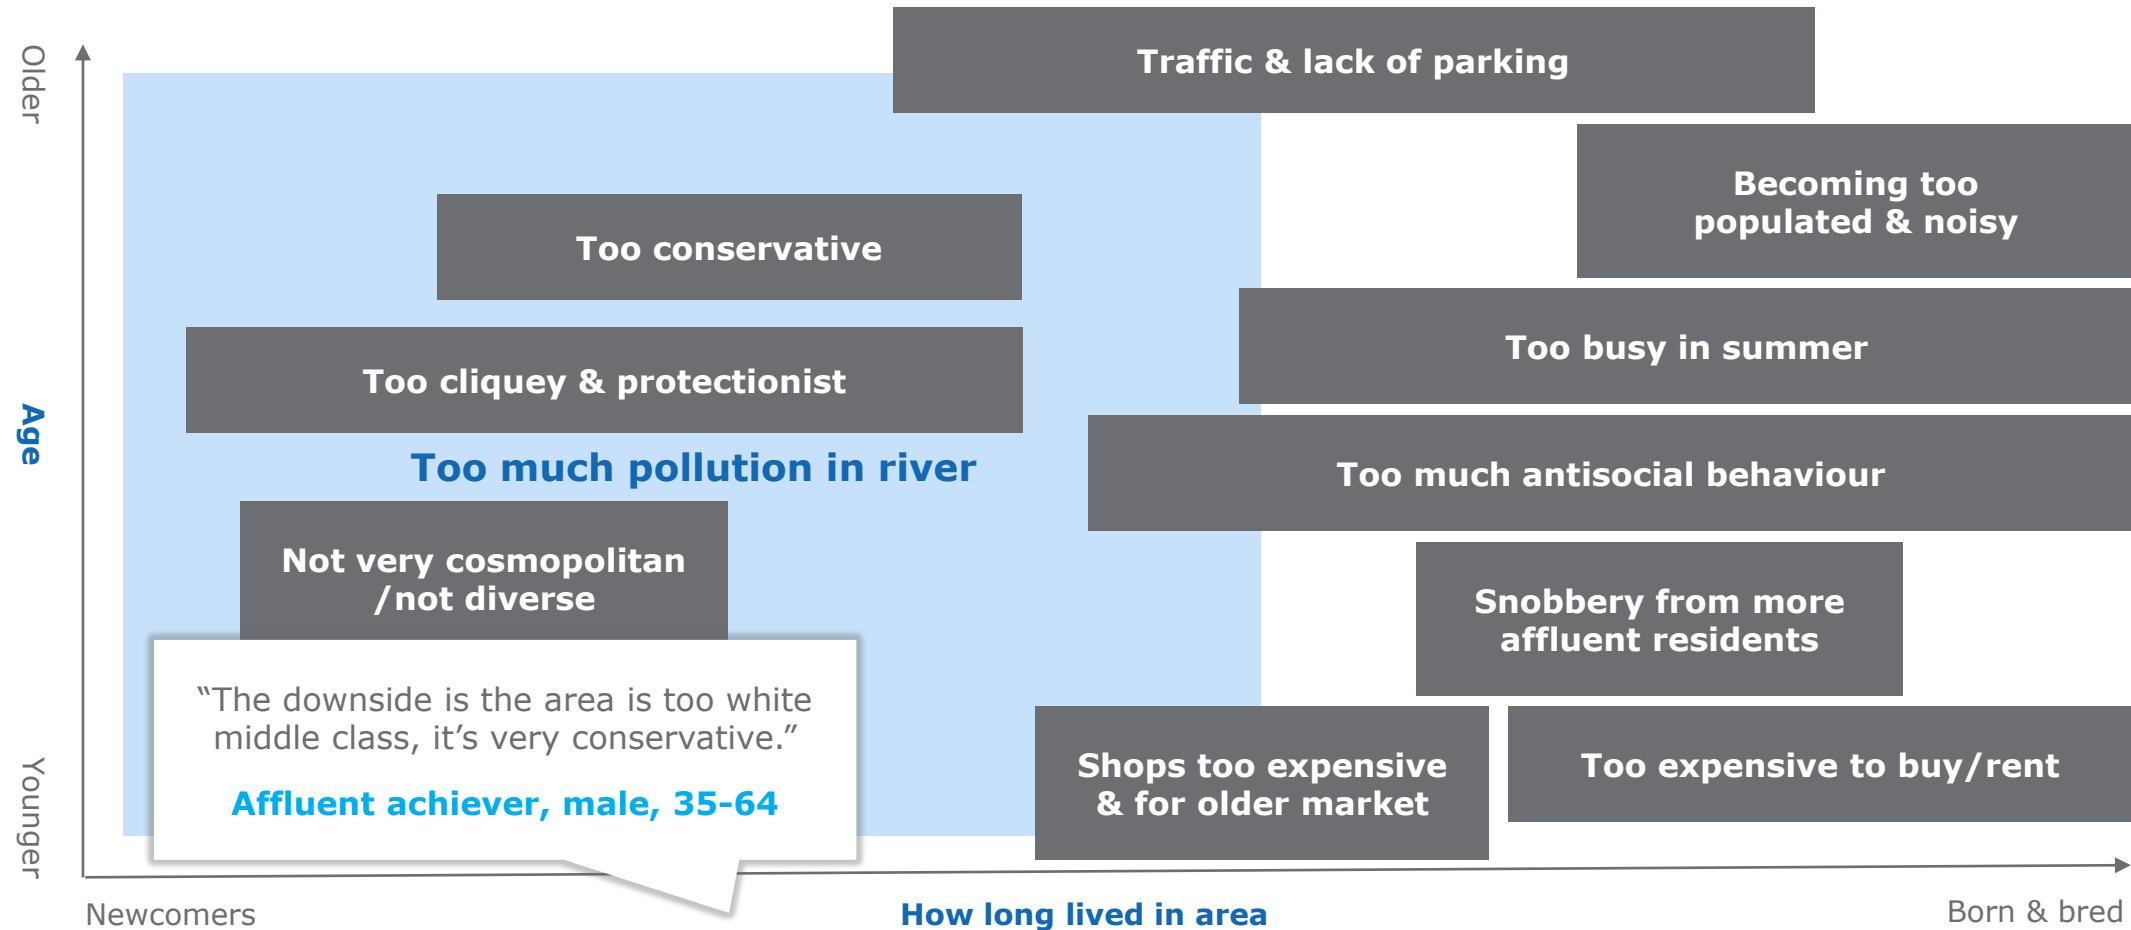 Older
Traffic & lack of parking
Becoming too
populated & noisy
Too conservative
Too busy in summer
Too cliquey & protectionist
Age
Too much pollution in river
Too much antisocial behaviour
Not very cosmopolitan
/not diverse
Snobbery from more
affluent residents
“The downside is the area is too white
middle class, it’s very conservative.”
Affluent achiever, male, 35-64
Shops too expensive
& for older market
Too expensive to buy/rent
Younger
Newcomers
How long lived in area
Born & bred